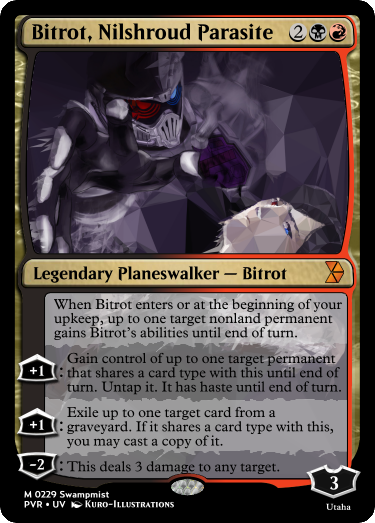 Bitrot, Nilshroud Parasite 2
Legendary Planeswalker — Bitrot
When Bitrot enters or at the beginning of your
upkeep, up to one target nonland permanent
gains Bitrot's abilities until end of turn.
Gain control of up to one target permanent
that shares a card type with this until end of
+1: turn. Untap it. It has haste until end of turn.
Exile up to one target card from a
graveyard. If it shares a card type with this,
+1: you may cast a copy of it.
-2: This deals 3 damage to any target.
3
M 0229 Swampmist
PVR • UV Kuro-Illustrations
Utaha